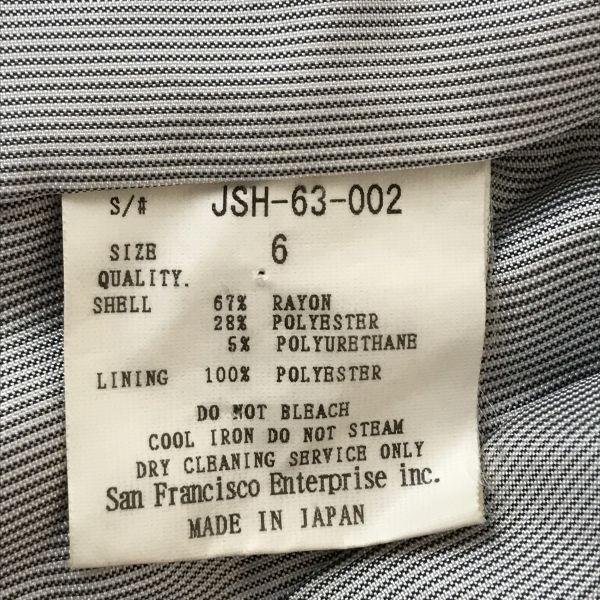 S/# JSH-63-002
SIZE 6
QUALITY.
SHELL 67% RAYON
28% POLYESTER
5% POLYURETHANE
LINING 100% POLYESTER
DO NOT BLEACH
COOL IRON DO NOT STEAM
DRY CLEANING SERVICE ONLY
San Francisco Enterprise inc.
MADE IN JAPAN